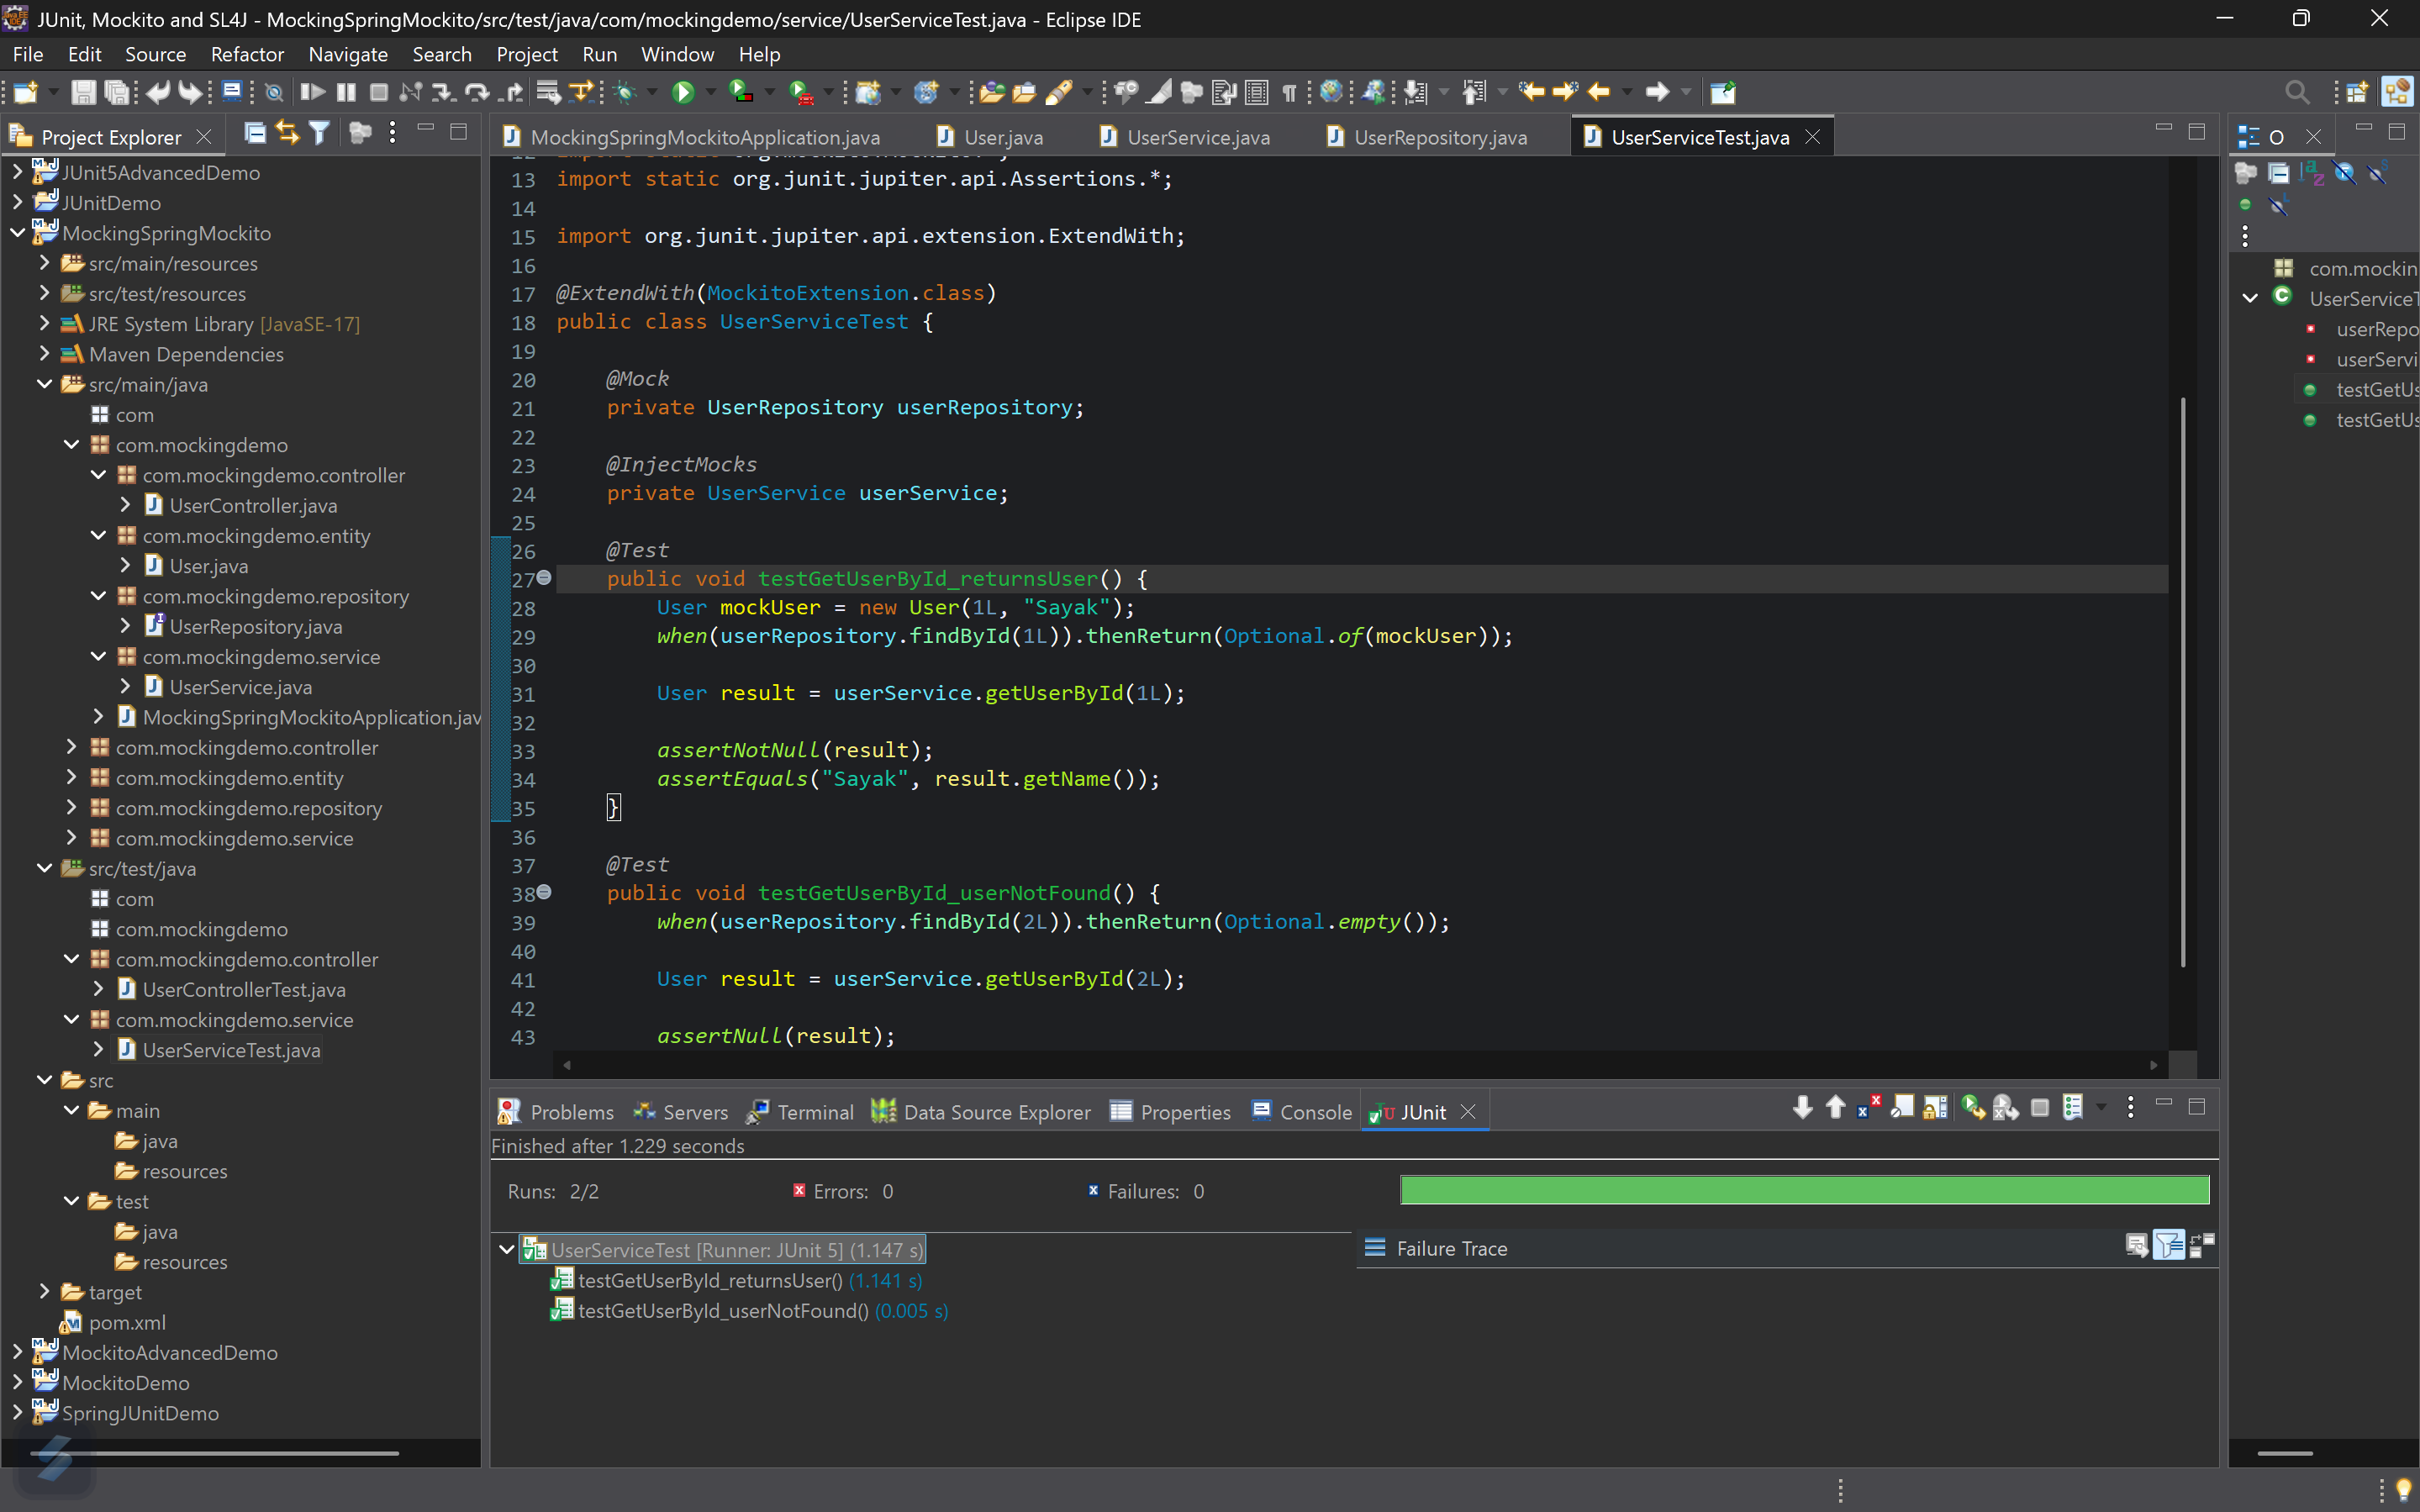 JUnit, Mockito and SL4J - MockingSpringMockito/src/test/java/com/mockingdemo/service/UserServiceTest.java - Eclipse IDE
File Edit Source Refactor Navigate Search Project Run Window Help
Project Explorer
JUnit5AdvancedDemo
JUnitDemo
MockingSpringMockito
src/main/resources
src/test/resources
JRE System Library [JavaSE-17]
Maven Dependencies
src/main/java
com
com.mockingdemo
com.mockingdemo.controller
UserController.java
com.mockingdemo.entity
User.java
com.mockingdemo.repository
UserRepository.java
com.mockingdemo.service
UserService.java
MockingSpringMockitoApplication.jav
com.mockingdemo.controller
com.mockingdemo.entity
com.mockingdemo.repository
com.mockingdemo.service
src/test/java
com
com.mockingdemo
com.mockingdemo.controller
UserControllerTest.java
com.mockingdemo.service
UserServiceTest.java
src
main
java
resources
test
java
resources
target
pom.xml
MockitoAdvancedDemo
MockitoDemo
SpringJUnitDemo
MockingSpringMockitoApplication.java User.java UserService.java UserRepository.java UserServiceTest.java
13 import static org.junit.jupiter.api.Assertions.*;
14
15 import org.junit.jupiter.api.extension.ExtendWith;
16
17 @ExtendWith(MockitoExtension.class)
18 public class UserServiceTest {
19
20 @Mock
21 private UserRepository userRepository;
22
23 @InjectMocks
24 private UserService userService;
25
26 @Test
27 public void testGetUserById_returnsUser() {
28 User mockUser = new User(1L, "Sayak");
29 when(userRepository.findById(1L)).thenReturn(Optional.of(mockUser));
30
31 User result = userService.getUserById(1L);
32
33 assertNotNull(result);
34 assertEquals("Sayak", result.getName());
35 }
36
37 @Test
38 public void testGetUserById_userNotFound() {
39 when(userRepository.findById(2L)).thenReturn(Optional.empty());
40
41 User result = userService.getUserById(2L);
42
43 assertNull(result);
Problems Servers Terminal Data Source Explorer Properties Console JUnit
Finished after 1.229 seconds
Runs: 2/2 Errors: 0 Failures: 0
UserServiceTest [Runner: JUnit 5] (1.147 s)
testGetUserById_returnsUser() (1.141 s)
testGetUserById_userNotFound() (0.005 s)
Failure Trace
O
com.mockin
UserServiceT
userRepo
userServi
testGetUs
testGetUs